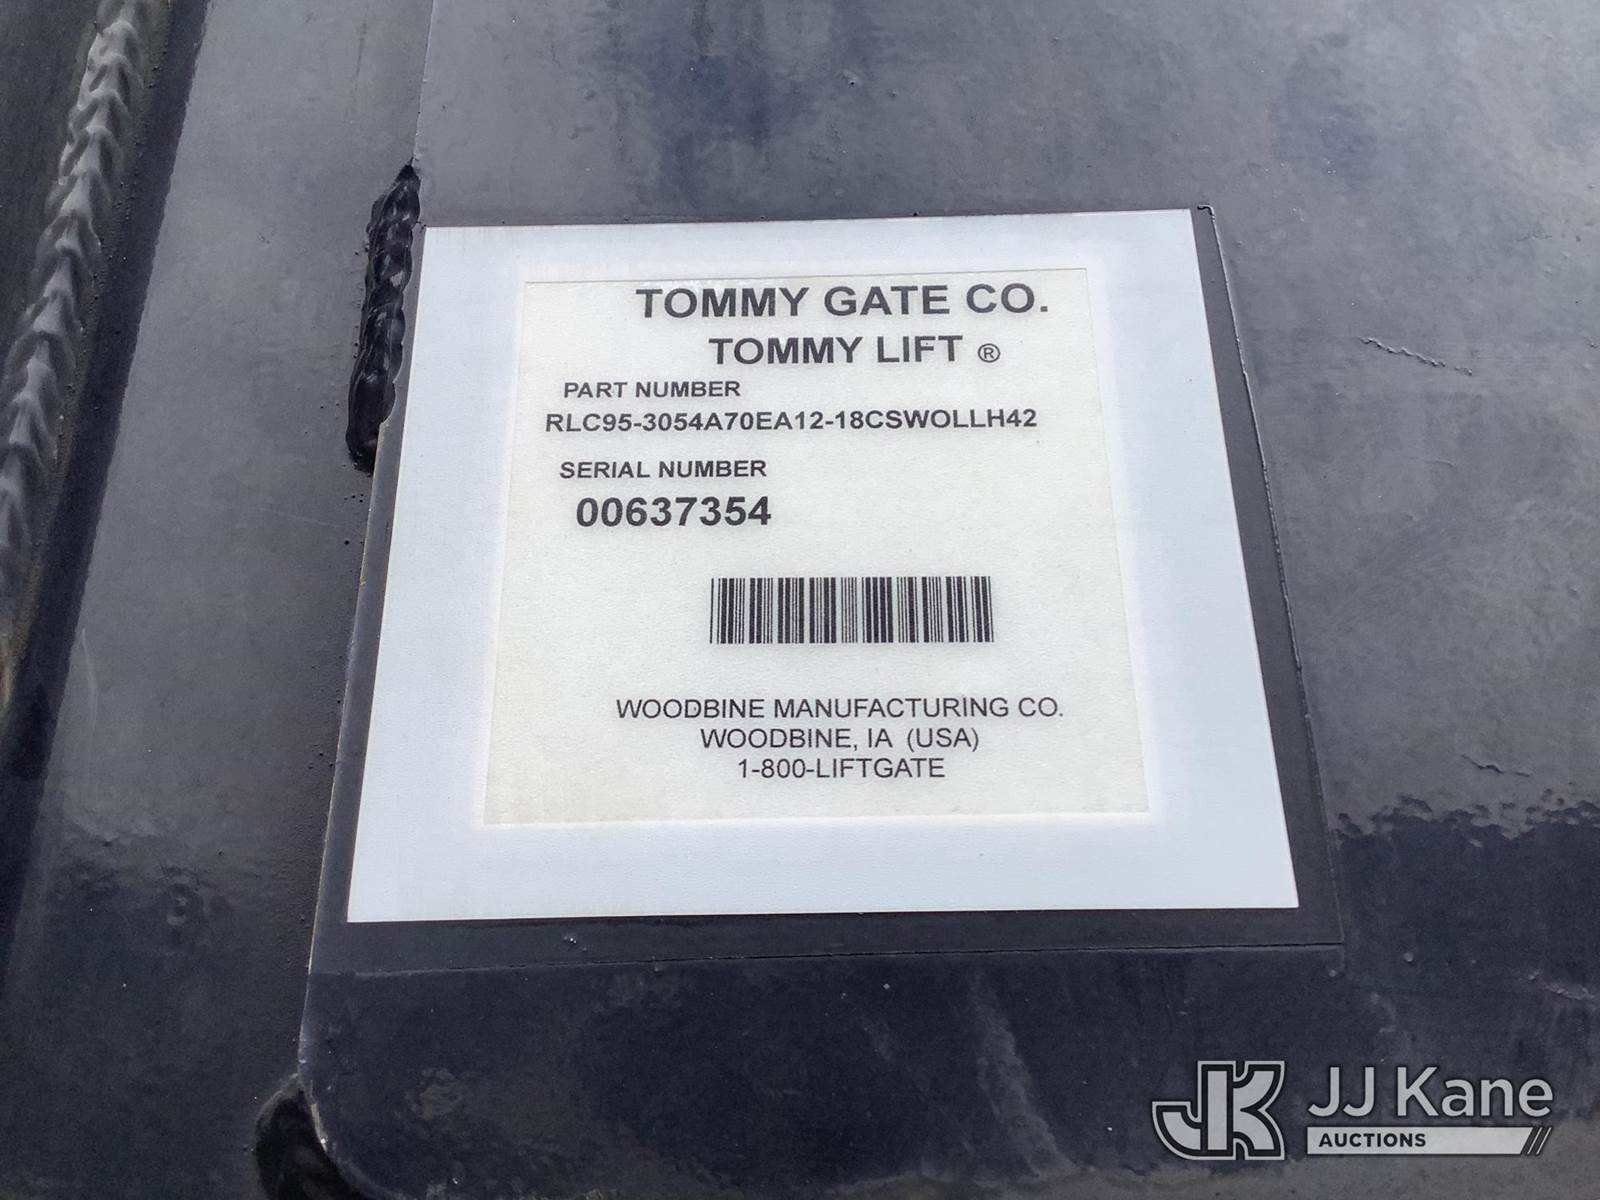 TOMMY GATE CO.
TOMMY LIFT ®
PART NUMBER
RLC95-3054A70EA12-18CSWOLLH42
SERIAL NUMBER
00637354
WOODBINE MANUFACTURING CO.
WOODBINE, IA (USA)
1-800-LIFTGATE
JK JJ Kane
AUCTIONS